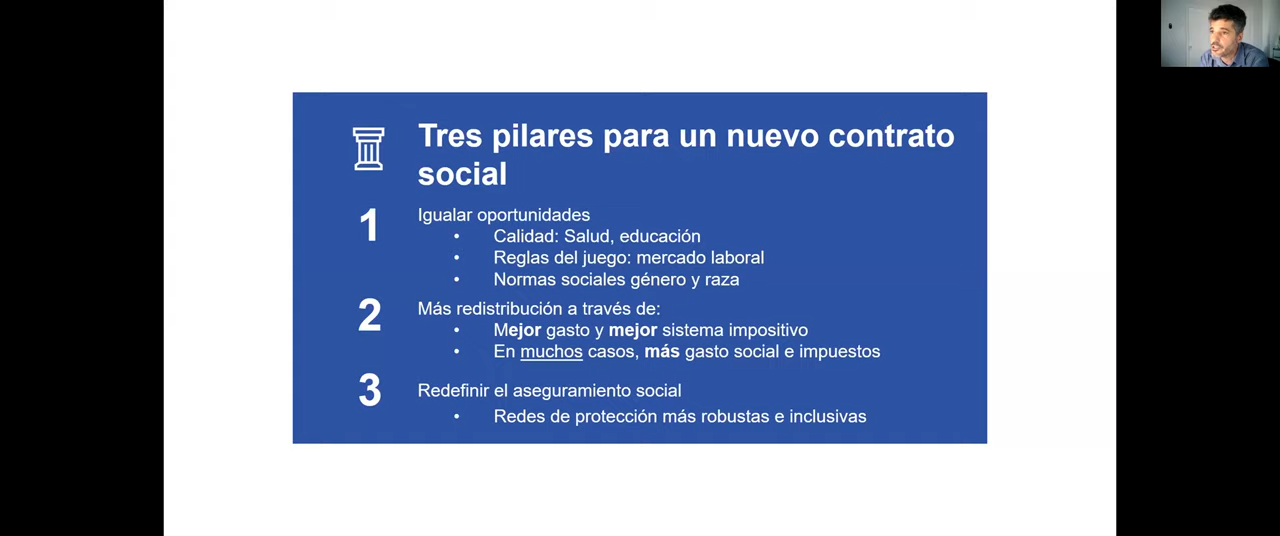 Tres pilares para un nuevo contrato
social
1
Igualar oportunidades
• Calidad: Salud, educación
• Reglas del juego: mercado laboral
• Normas sociales género y raza
2
Más redistribución a través de:
• Mejor gasto y mejor sistema impositivo
• En muchos casos, más gasto social e impuestos
3
Redefinir el aseguramiento social
• Redes de protección más robustas e inclusivas